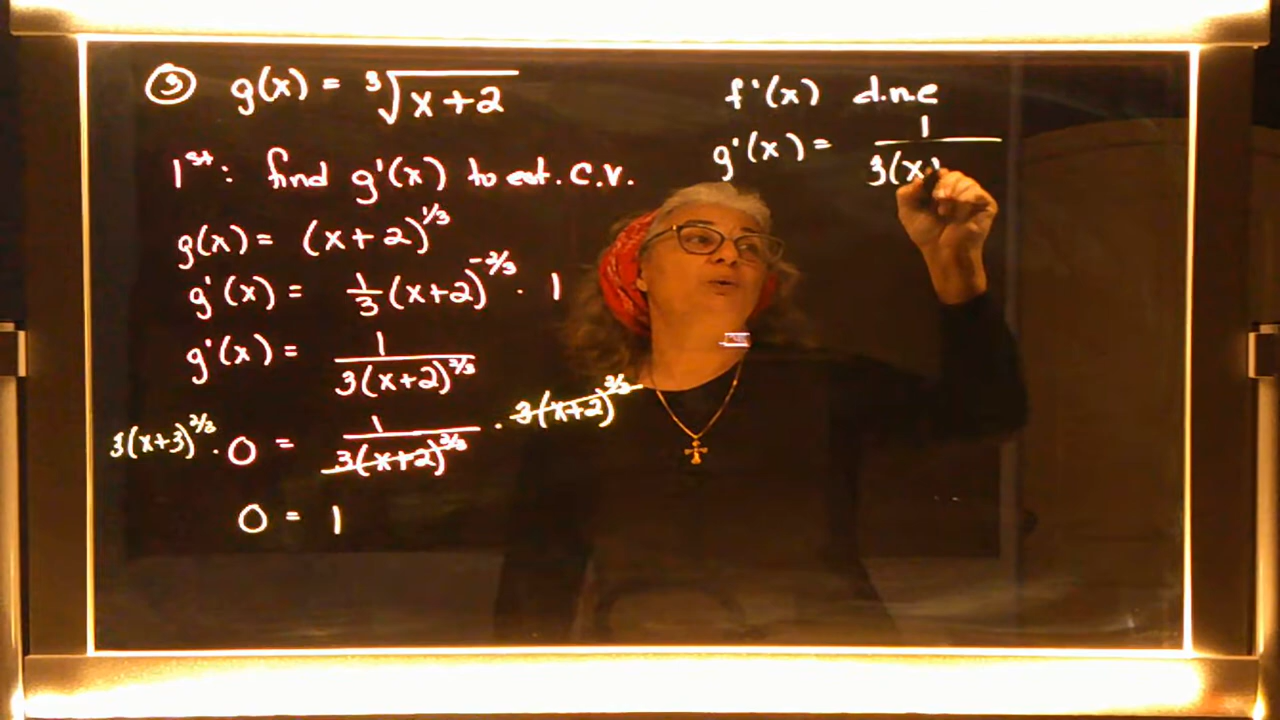 ③ g(x) = ∛(x+2)
1st: find g'(x) to est. C.V.
g(x) = (x+2)^1/3
g'(x) = 1/3 (x+2)^-2/3 · 1
g'(x) = 1/3(x+2)^2/3
3(x+3)^2/3 · 0 = 1/3(x+2)^2/3 · 3(x+2)^2/3
0 = 1
f'(x) d.n.e
g'(x) = 1/3(x